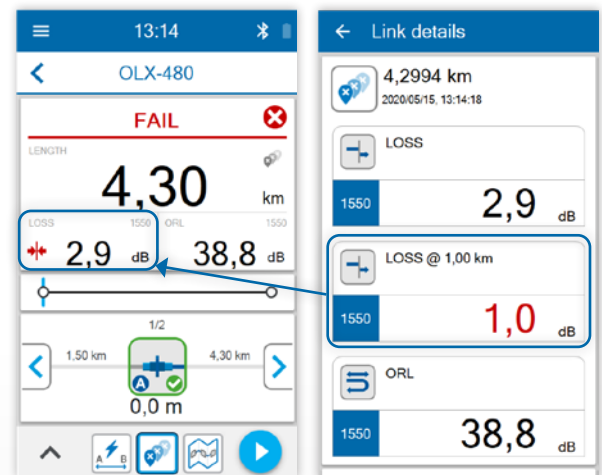 13:14
OLX-480
FAIL
LENGTH
4,30 km
LOSS 1550 ORL 1550
2,9 dB 38,8 dB
1/2
1,50 km 4,30 km
A
0,0 m
A B
Link details
4,2994 km
2020/05/15, 13:14:18
LOSS
1550 2,9 dB
LOSS @ 1,00 km
1550 1,0 dB
ORL
1550 38,8 dB